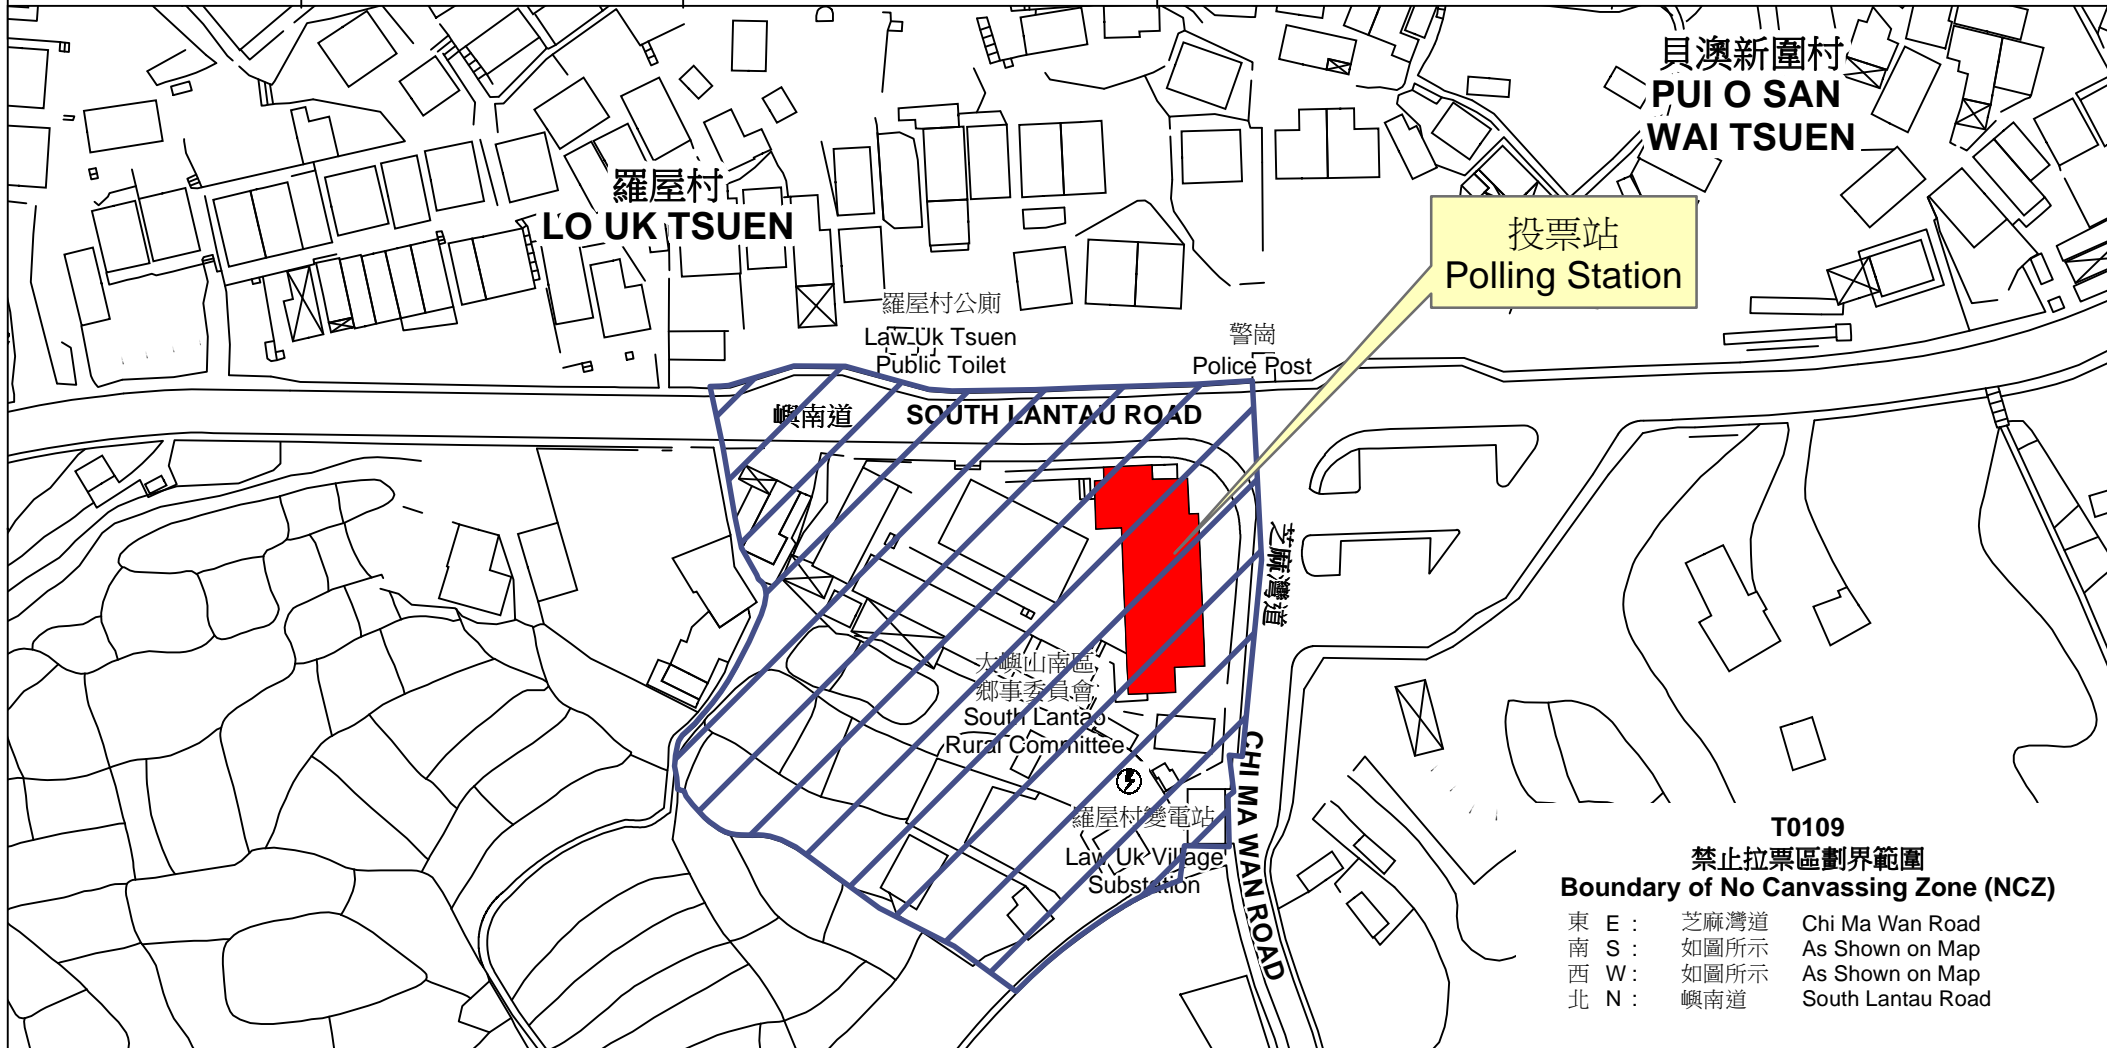 貝澳新圍村
PUI O SAN
WAI TSUEN
羅屋村
LO UK TSUEN
投票站
Polling Station
羅屋村公廁
Law Uk Tsuen
Public Toilet
警崗
Police Post
嶼南道 SOUTH LANTAU ROAD
芝麻灣道
大嶼山南區
鄉事委員會
South Lantao
Rural Committee
CHI MA WAN ROAD
羅屋村變電站
Law Uk Village
Substation
T0109
禁止拉票區劃界範圍
Boundary of No Canvassing Zone (NCZ)
東 E : 芝麻灣道 Chi Ma Wan Road
南 S : 如圖所示 As Shown on Map
西 W : 如圖所示 As Shown on Map
北 N : 嶼南道 South Lantau Road